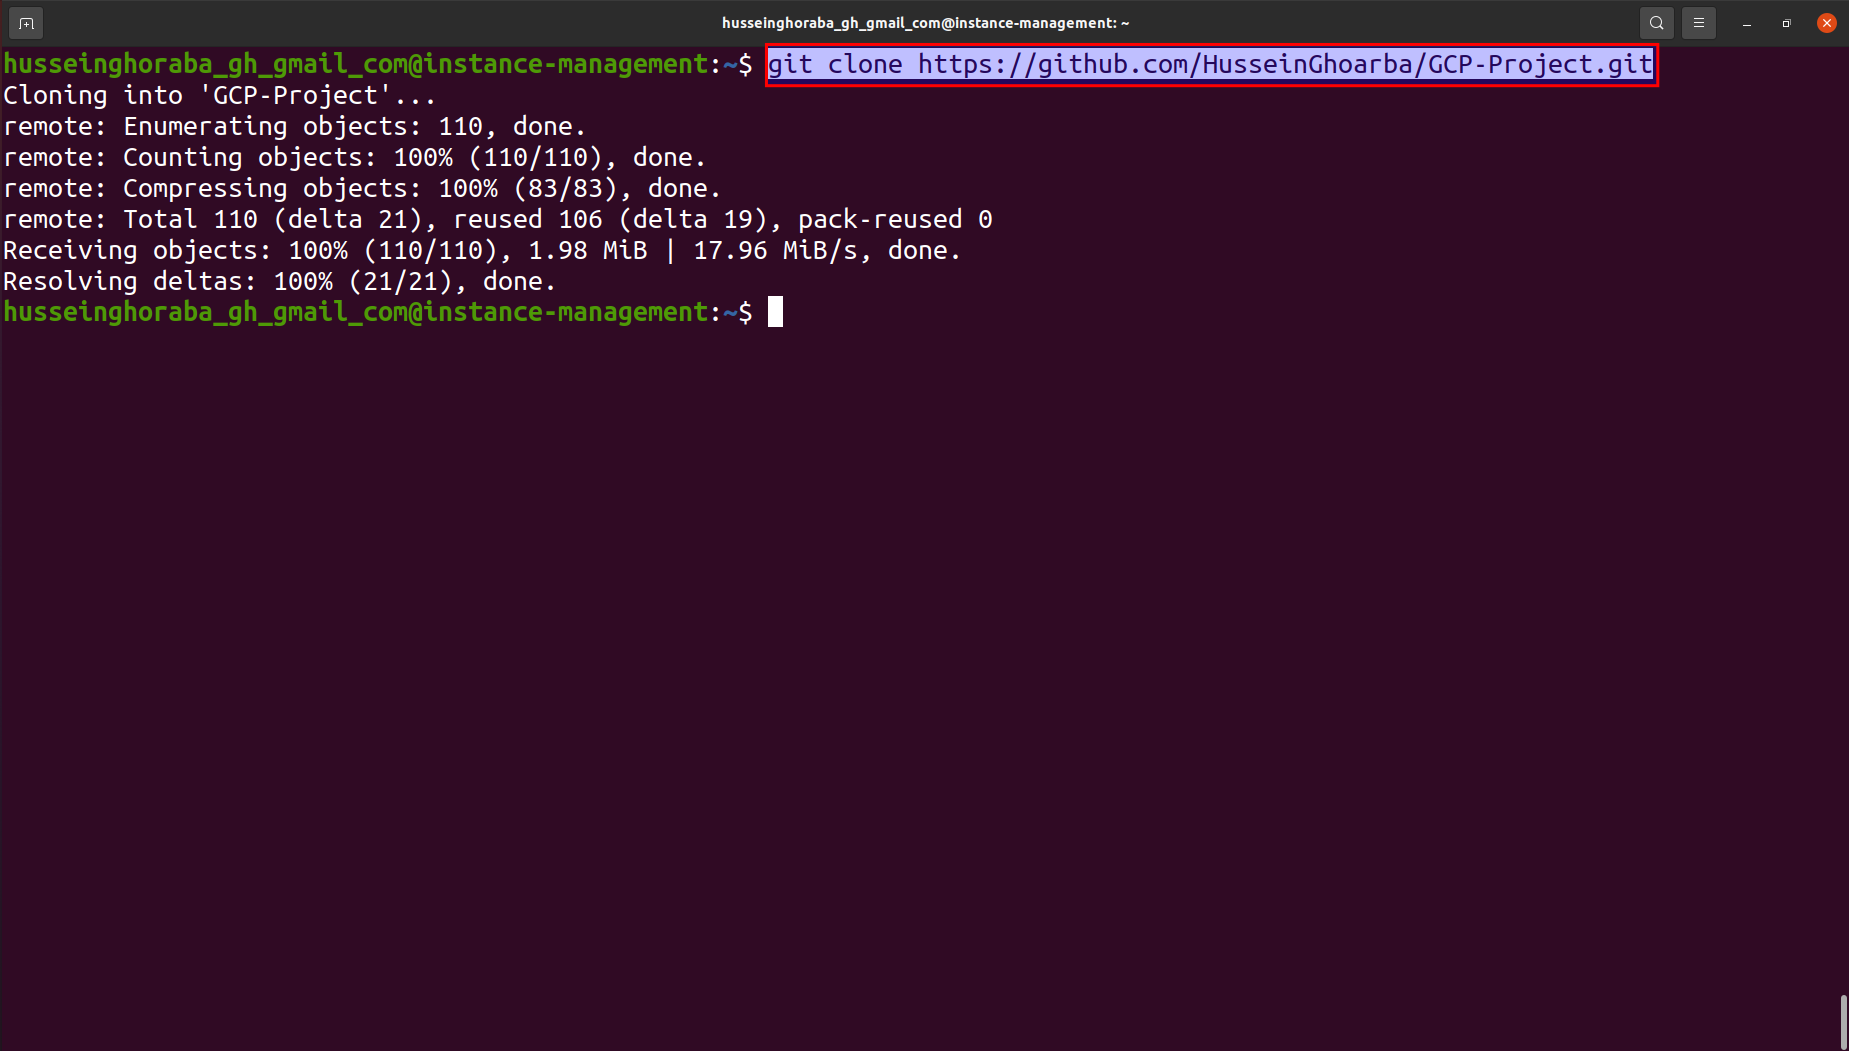 husseinghoraba_gh_gmail_com@instance-management: ~
husseinghoraba_gh_gmail_com@instance-management:~$ git clone https://github.com/HusseinGhoarba/GCP-Project.git
Cloning into 'GCP-Project'...
remote: Enumerating objects: 110, done.
remote: Counting objects: 100% (110/110), done.
remote: Compressing objects: 100% (83/83), done.
remote: Total 110 (delta 21), reused 106 (delta 19), pack-reused 0
Receiving objects: 100% (110/110), 1.98 MiB | 17.96 MiB/s, done.
Resolving deltas: 100% (21/21), done.
husseinghoraba_gh_gmail_com@instance-management:~$